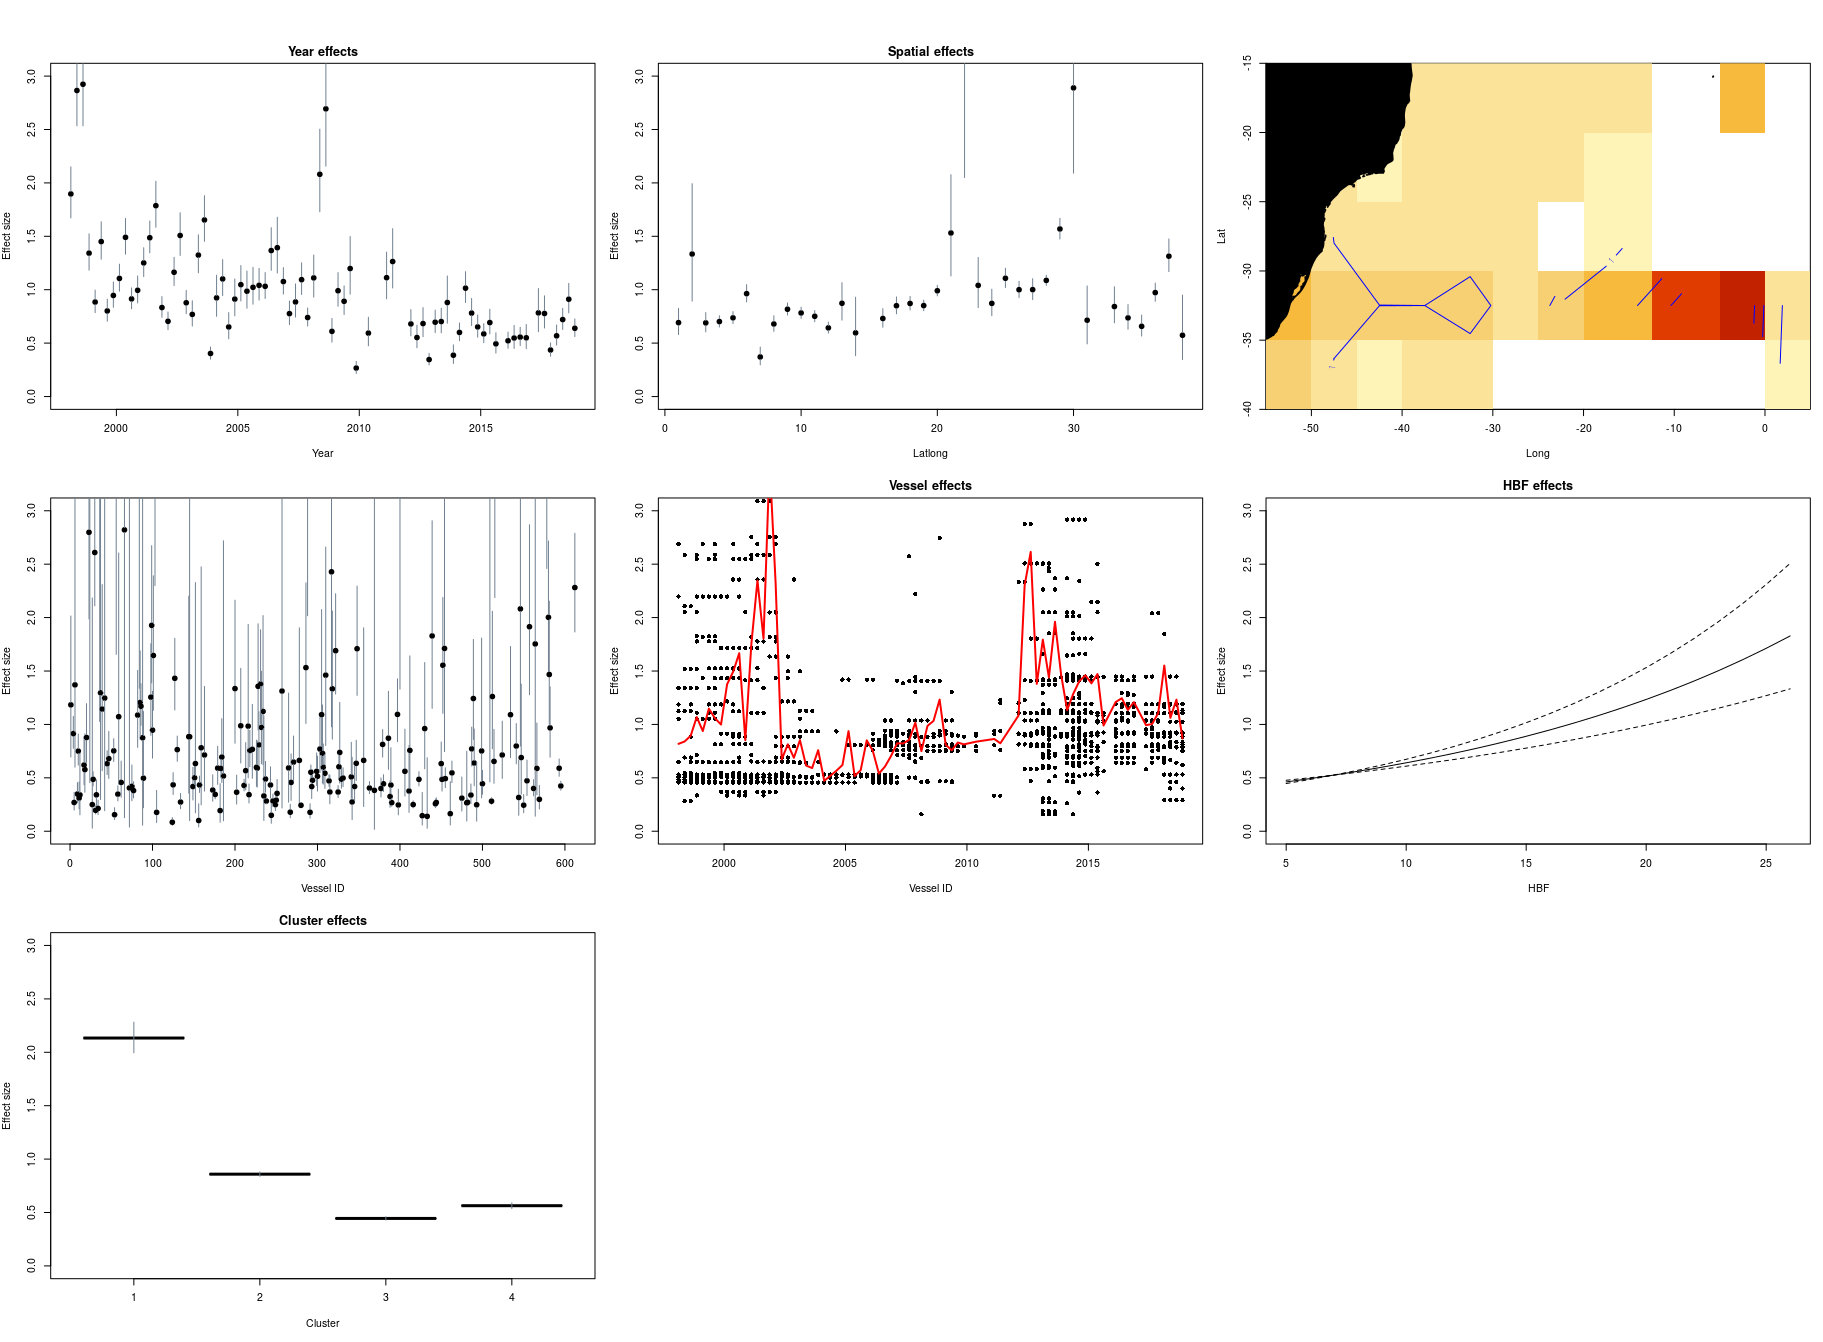 Year effects
Effect size
0.0 0.5 1.0 1.5 2.0 2.5 3.0
2000 2005 2010 2015
Year
Spatial effects
Effect size
0.0 0.5 1.0 1.5 2.0 2.5 3.0
0 10 20 30
Latlong
Lat
-40 -35 -30 -25 -20 -15
-50 -40 -30 -20 -10 0
Long
Effect size
0.0 0.5 1.0 1.5 2.0 2.5 3.0
0 100 200 300 400 500 600
Vessel ID
Vessel effects
Effect size
0.0 0.5 1.0 1.5 2.0 2.5 3.0
2000 2005 2010 2015
Vessel ID
HBF effects
Effect size
0.0 0.5 1.0 1.5 2.0 2.5 3.0
5 10 15 20 25
HBF
Cluster effects
Effect size
0.0 0.5 1.0 1.5 2.0 2.5 3.0
1 2 3 4
Cluster